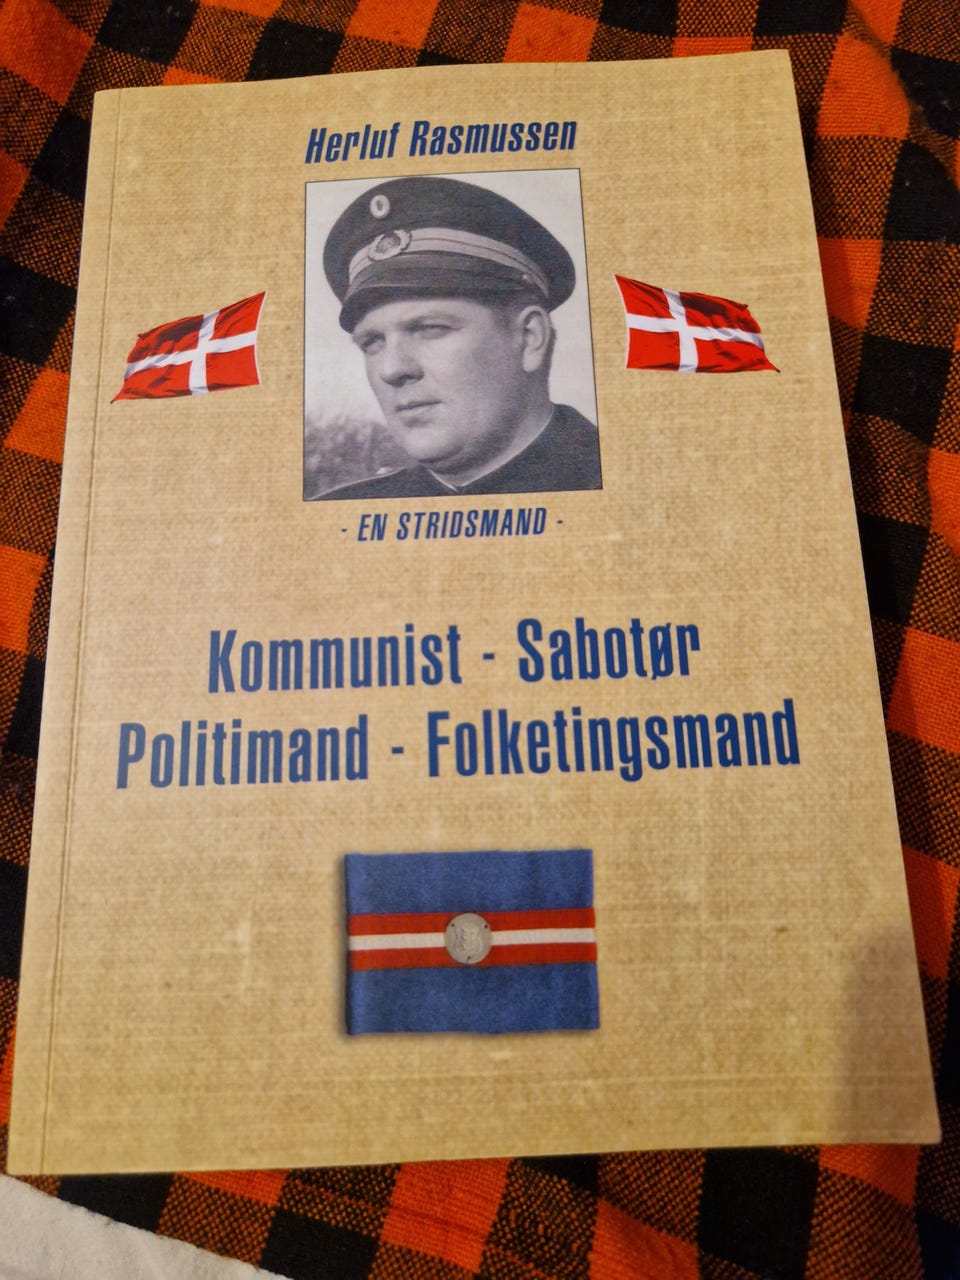 Herluf Rasmussen
- EN STRIDSMAND -
Kommunist - Sabotør
Politimand - Folketingsmand